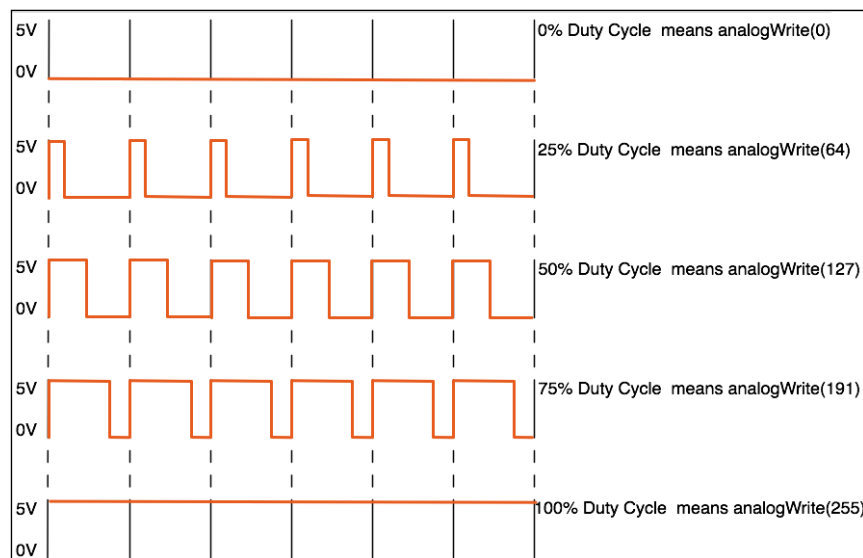 5V
0% Duty Cycle  means analogWrite(0)
0V
5V
25% Duty Cycle  means analogWrite(64)
0V
5V
50% Duty Cycle  means analogWrite(127)
0V
5V
75% Duty Cycle  means analogWrite(191)
0V
5V
100% Duty Cycle  means analogWrite(255)
0V